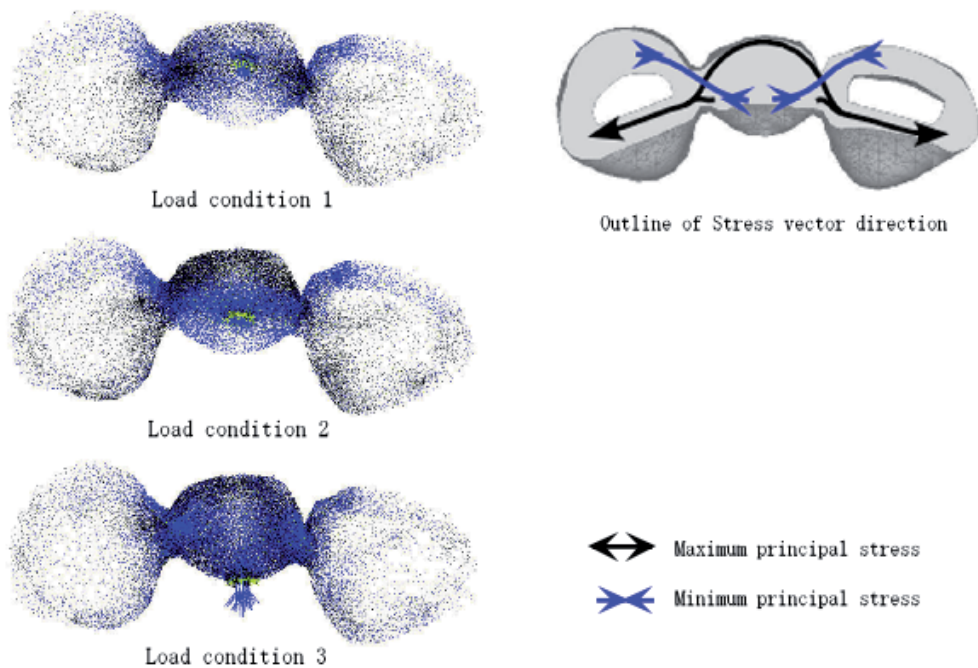 Load condition 1
Outline of Stress vector direction
Load condition 2
Maximum principal stress
Minimum principal stress
Load condition 3